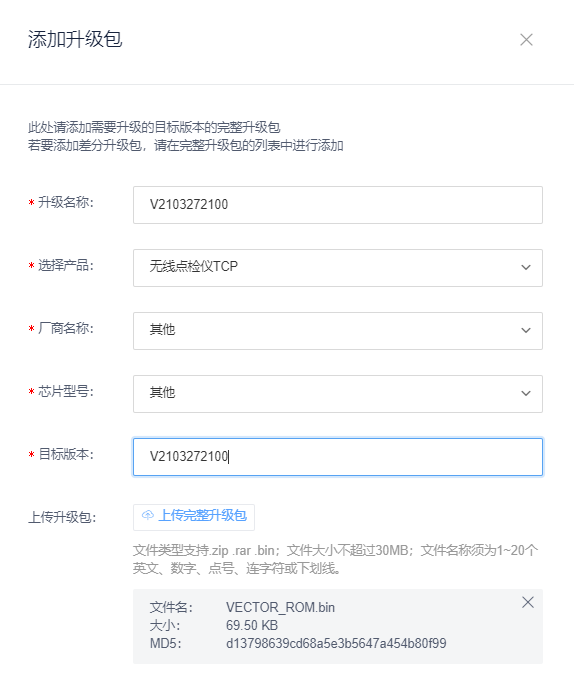 添加升级包
此处请添加需要升级的目标版本的完整升级包
若要添加差分升级包，请在完整升级包的列表中进行添加
* 升级名称： V2103272100
* 选择产品： 无线点检仪TCP
* 厂商名称： 其他
* 芯片型号： 其他
* 目标版本： V2103272100
上传升级包： 上传完整升级包
文件类型支持.zip .rar .bin；文件大小不超过30MB；文件名称须为1~20个
英文、数字、点号、连字符或下划线。
文件名： VECTOR_ROM.bin
大小： 69.50 KB
MD5： d13798639cd68a5e3b5647a454b80f99